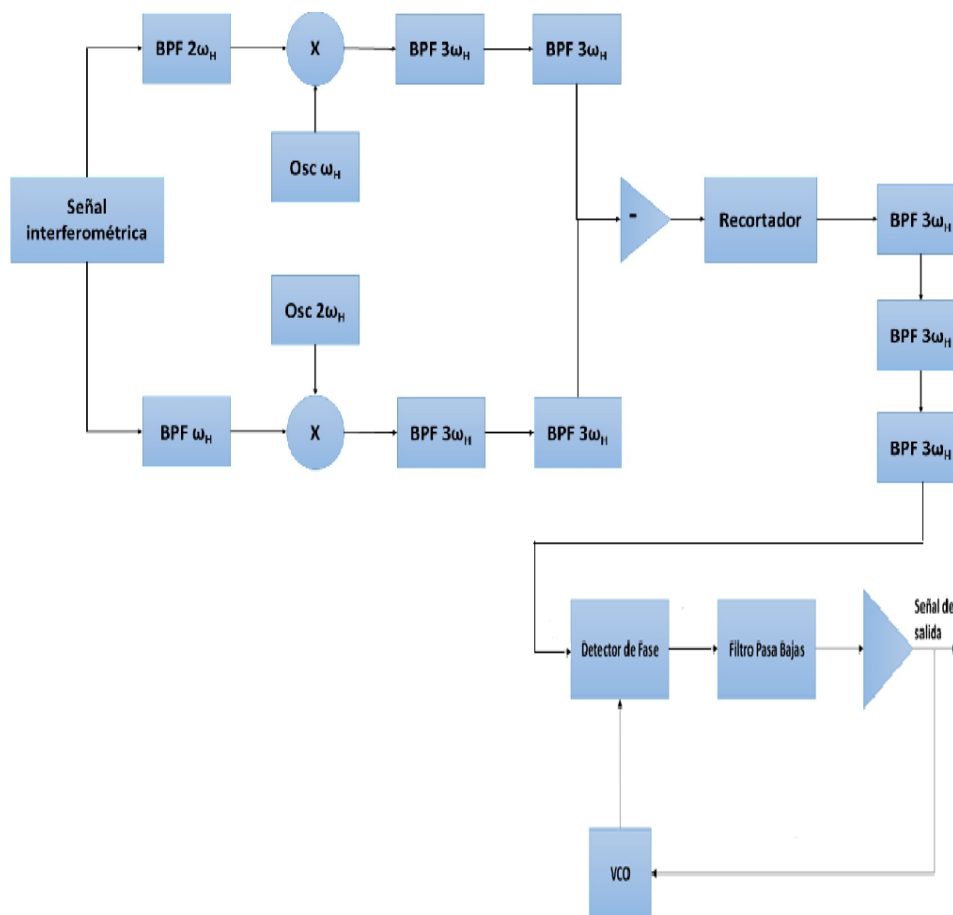 BPF 2ωH
X
BPF 3ωH
BPF 3ωH
Osc ωH
Señal
interferométrica
-
Recortador
BPF 3ωH
Osc 2ωH
BPF 3ωH
BPF ωH
X
BPF 3ωH
BPF 3ωH
BPF 3ωH
Detector de Fase
Filtro Pasa Bajas
Señal de
salida
VCO